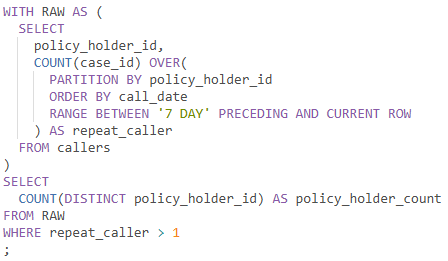 WITH RAW AS (
  SELECT
    policy_holder_id,
    COUNT(case_id) OVER(
      PARTITION BY policy_holder_id
      ORDER BY call_date
      RANGE BETWEEN '7 DAY' PRECEDING AND CURRENT ROW
    ) AS repeat_caller
  FROM callers
)
SELECT
  COUNT(DISTINCT policy_holder_id) AS policy_holder_count
FROM RAW
WHERE repeat_caller > 1
;